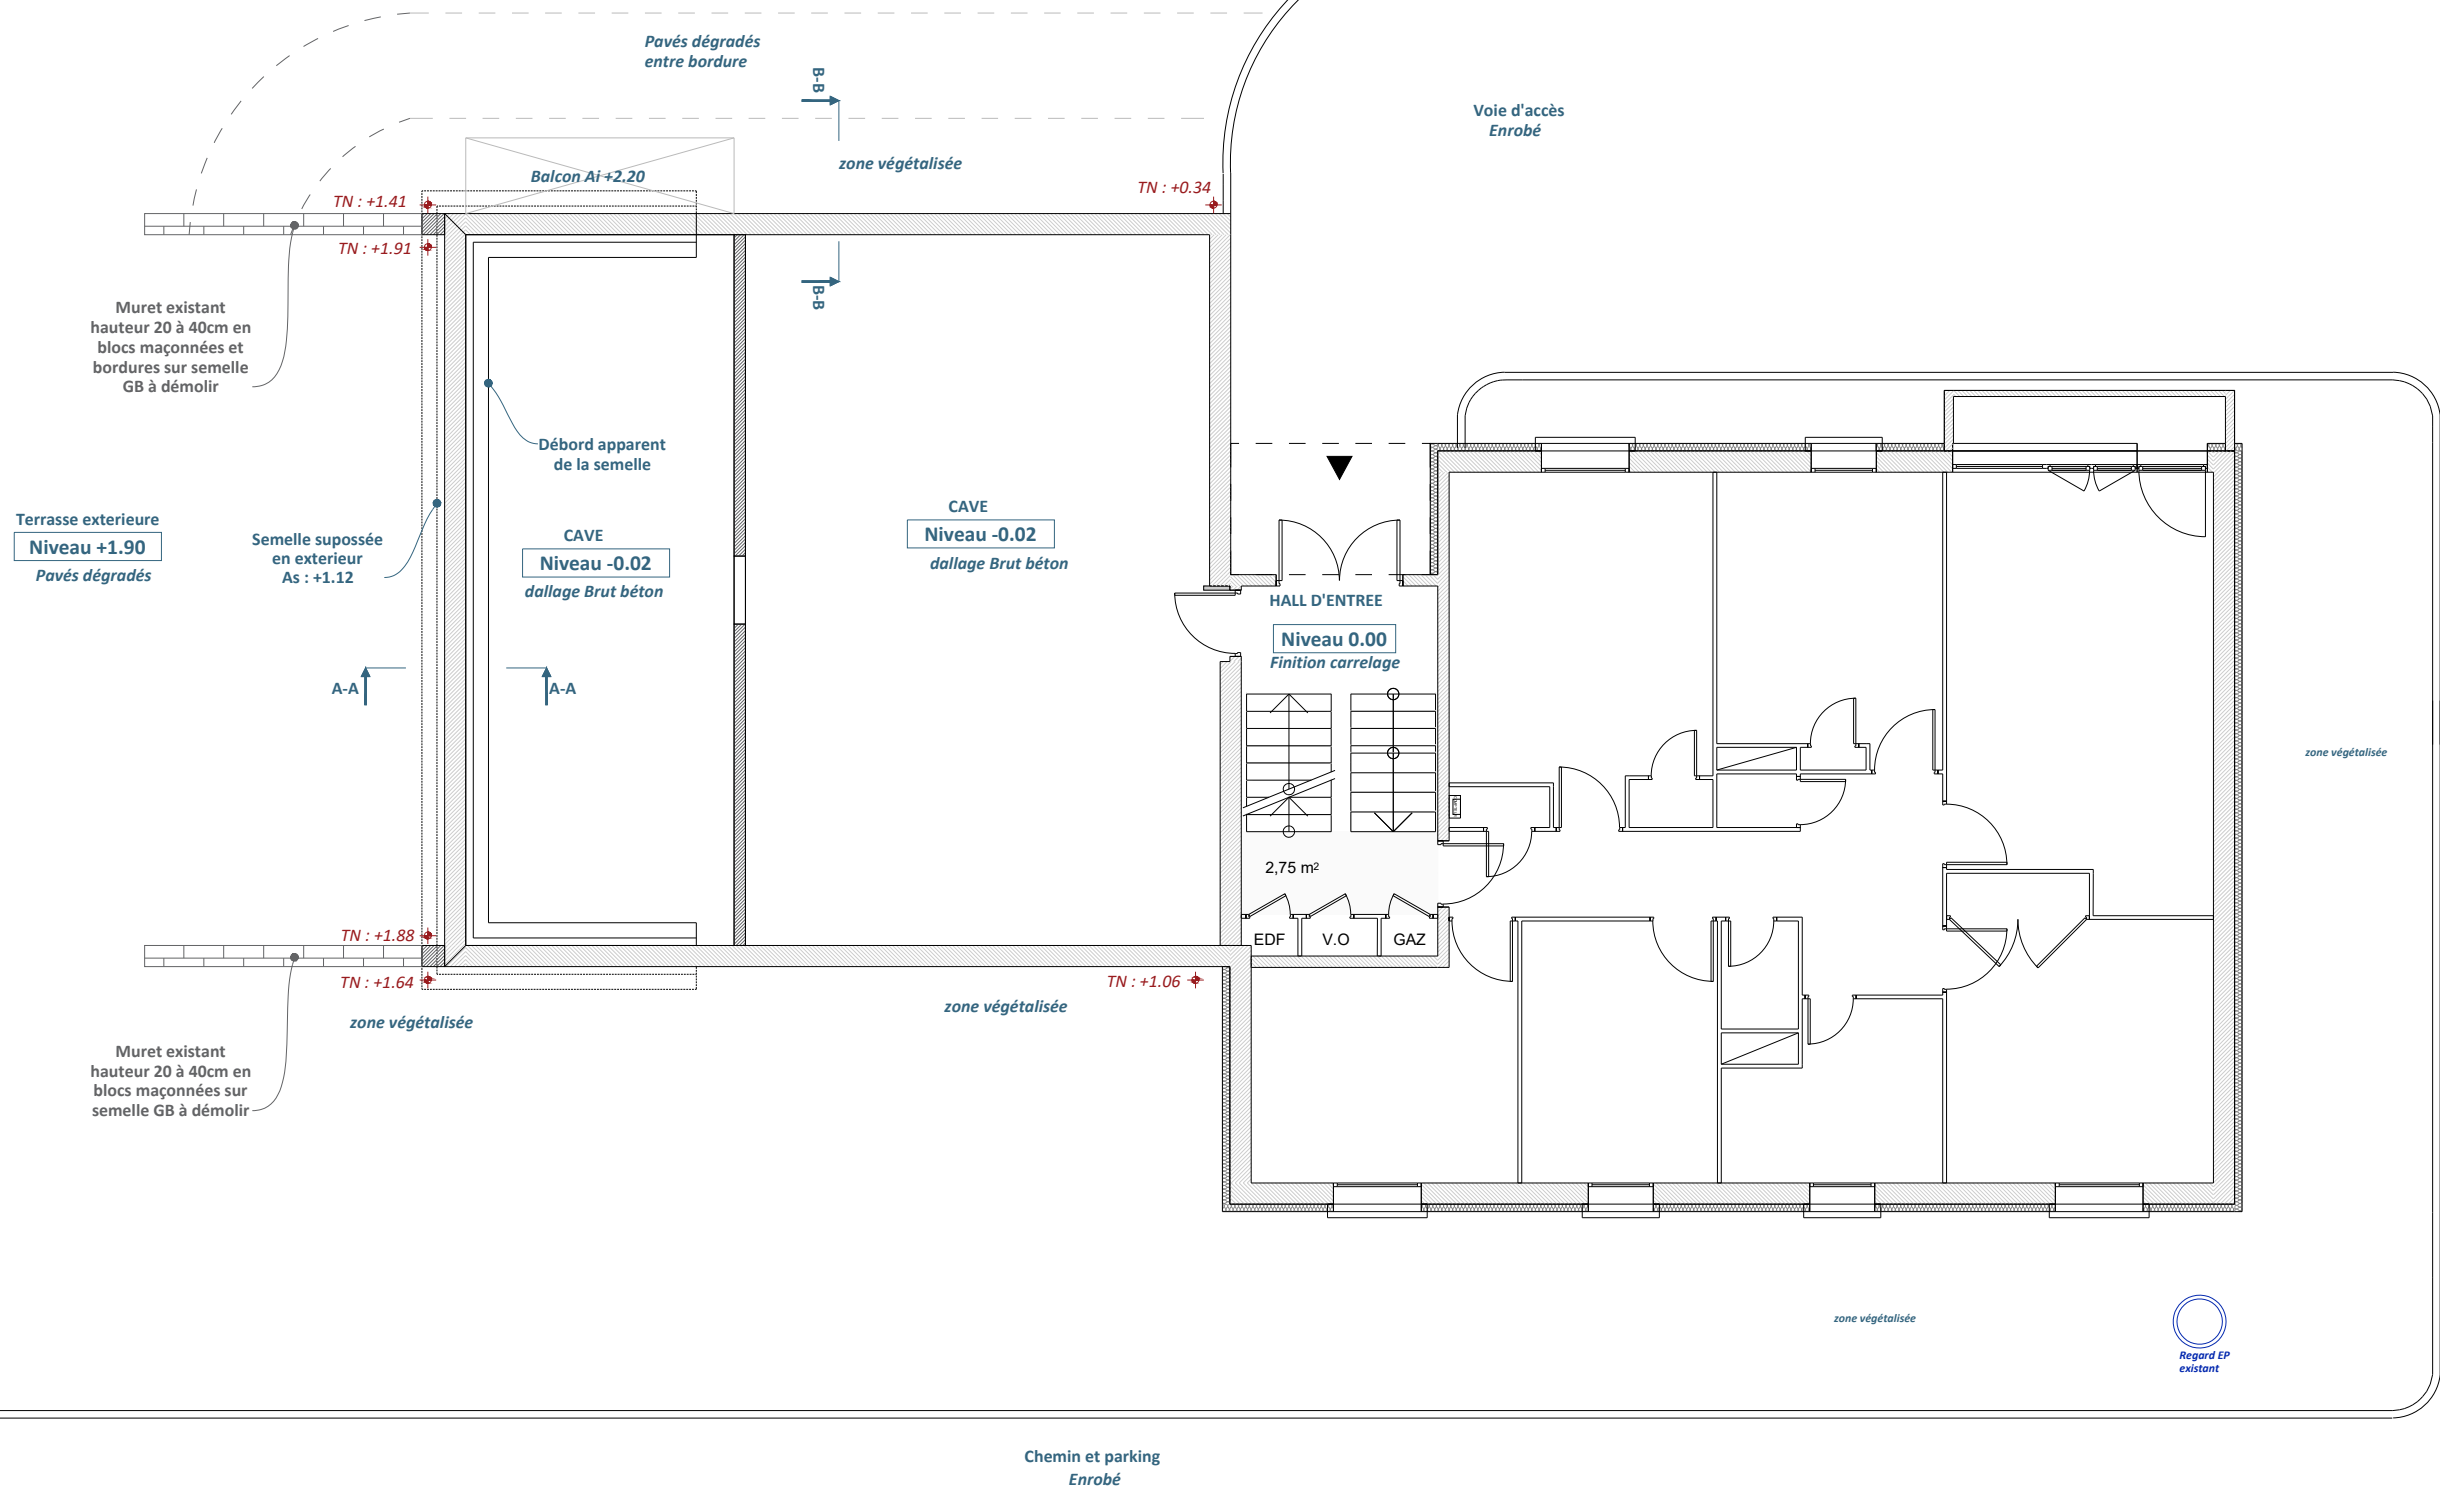 Pavés dégradés
entre bordure
B-B
Voie d'accès
Enrobé
zone végétalisée
Balcon Ai +2.20
TN : +1.41
TN : +0.34
TN : +1.91
B-B
Muret existant
hauteur 20 à 40cm en
blocs maçonnées et
bordures sur semelle
GB à démolir
Débord apparent
de la semelle
Terrasse exterieure
Niveau +1.90
Pavés dégradés
Semelle supossée
en exterieur
As : +1.12
CAVE
Niveau -0.02
dallage Brut béton
CAVE
Niveau -0.02
dallage Brut béton
HALL D'ENTREE
Niveau 0.00
Finition carrelage
A-A
A-A
zone végétalisée
2,75 m²
EDF
V.O
GAZ
TN : +1.88
TN : +1.64
TN : +1.06
zone végétalisée
zone végétalisée
Muret existant
hauteur 20 à 40cm en
blocs maçonnées sur
semelle GB à démolir
zone végétalisée
Regard EP
existant
Chemin et parking
Enrobé